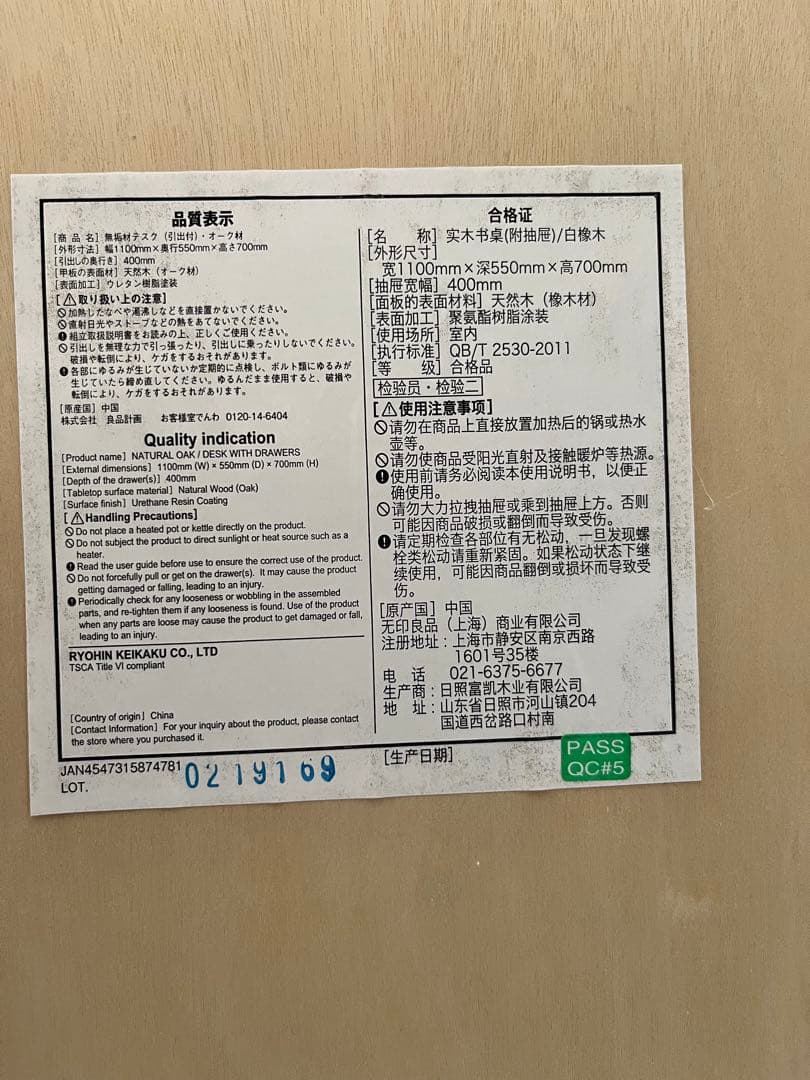 品質表示
[商 品 名] 無垢材デスク（引出付）・オーク材
[外形寸法] 幅1100mm×奥行550mm×高さ700mm
[引出しの奥行き] 400mm
[甲板の表面材] 天然木（オーク材）
[表面加工] ウレタン樹脂塗装
[⚠取り扱い上の注意]
加熱したなべや湯沸しなどを直接置かないでください。
直射日光やストーブなどの熱をあてないでください。
組立取扱説明書をお読みの上、正しくご使用ください。
引出しを無理な力で引っ張ったり、引出しに乗ったりしないでください。
破損や転倒により、ケガをするおそれがあります。
各部にゆるみが生じていないか定期的に点検し、ボルト類にゆるみが
生じていたら締め直してください。ゆるんだまま使用すると、破損や
転倒により、ケガをするおそれがあります。
[原産国] 中国
株式会社 良品計画 お客様室でんわ 0120-14-6404
Quality indication
[Product name] NATURAL OAK / DESK WITH DRAWERS
[External dimensions] 1100mm (W) × 550mm (D) × 700mm (H)
[Depth of the drawer(s)] 400mm
[Tabletop surface material] Natural Wood (Oak)
[Surface finish] Urethane Resin Coating
[⚠Handling Precautions]
Do not place a heated pot or kettle directly on the product.
Do not subject the product to direct sunlight or heat source such as a
heater.
Read the user guide before use to ensure the correct use of the product.
Do not forcefully pull or get on the drawer(s). It may cause the product
getting damaged or falling, leading to an injury.
Periodically check for any looseness or wobbling in the assembled
parts, and re-tighten them if any looseness is found. Use of the product
when any parts are loose may cause the product to get damaged or fall,
leading to an injury.
RYOHIN KEIKAKU CO., LTD
TSCA Title VI compliant
[Country of origin] China
[Contact Information] For your inquiry about the product, please contact
the store where you purchased it.
JAN4547315874781
LOT.
0219169
合格证
[名 称] 实木书桌(附抽屉)/白橡木
[外形尺寸]
宽1100mm×深550mm×高700mm
[抽屉宽幅] 400mm
[面板的表面材料] 天然木（橡木材）
[表面加工] 聚氨酯树脂涂装
[使用场所] 室内
[执行标准] QB/T 2530-2011
[等 级] 合格品
检验员・检验二
[⚠使用注意事项]
请勿在商品上直接放置加热后的锅或热水
壶等。
请勿使商品受阳光直射及接触暖炉等热源。
使用前请务必阅读本使用说明书，以便正
确使用。
请勿大力拉拽抽屉或乘到抽屉上方。否则
可能因商品破损或翻倒而导致受伤。
请定期检查各部位有无松动，一旦发现螺
栓类松动请重新紧固。如果松动状态下继
续使用，可能因商品翻倒或损坏而导致受
伤。
[原产国] 中国
无印良品（上海）商业有限公司
注册地址：上海市静安区南京西路
1601号35楼
电 话 021-6375-6677
生产商：日照富凯木业有限公司
地 址：山东省日照市河山镇204
国道西岔路口村南
[生产日期]
PASS
QC#5